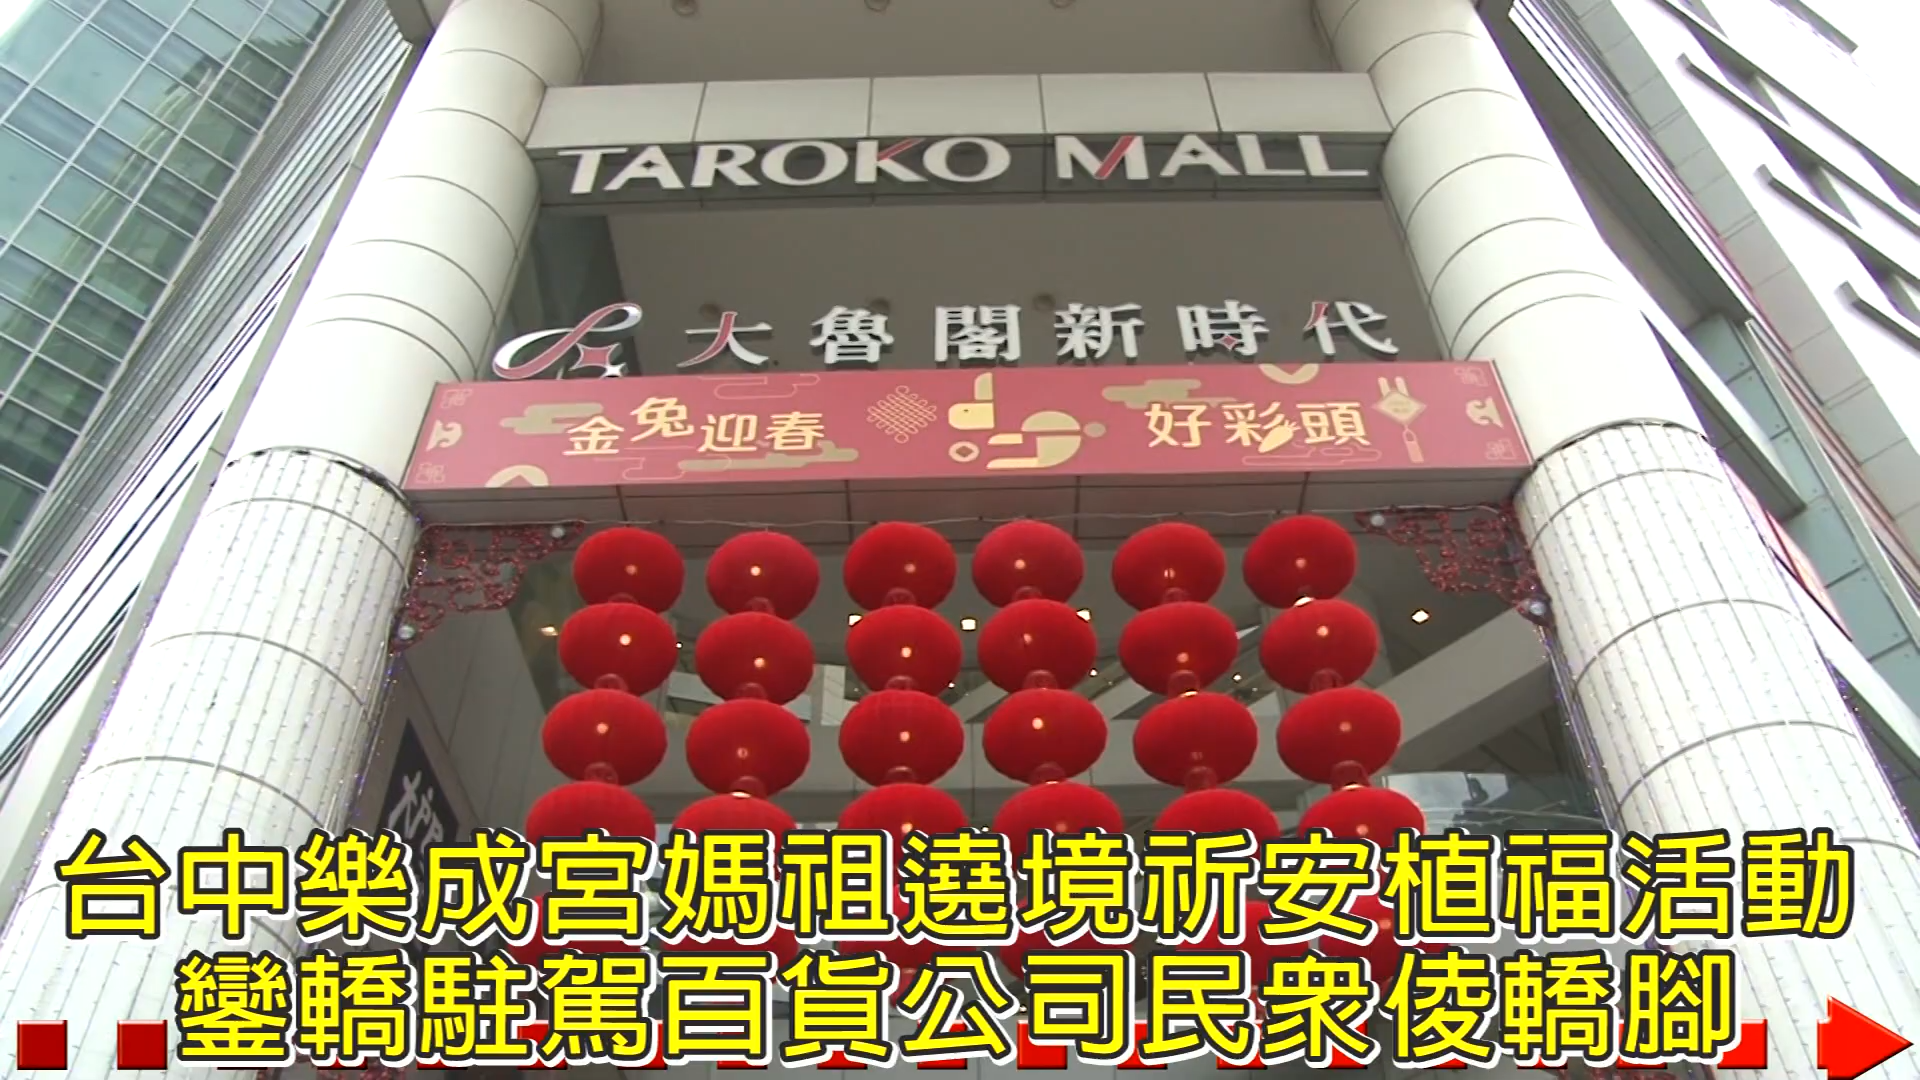 TAROKO MALL
大魯閣新時代
金兔迎春 好彩頭
台中樂成宮媽祖遶境祈安植福活動
鑾轎駐駕百貨公司民衆倰轎腳